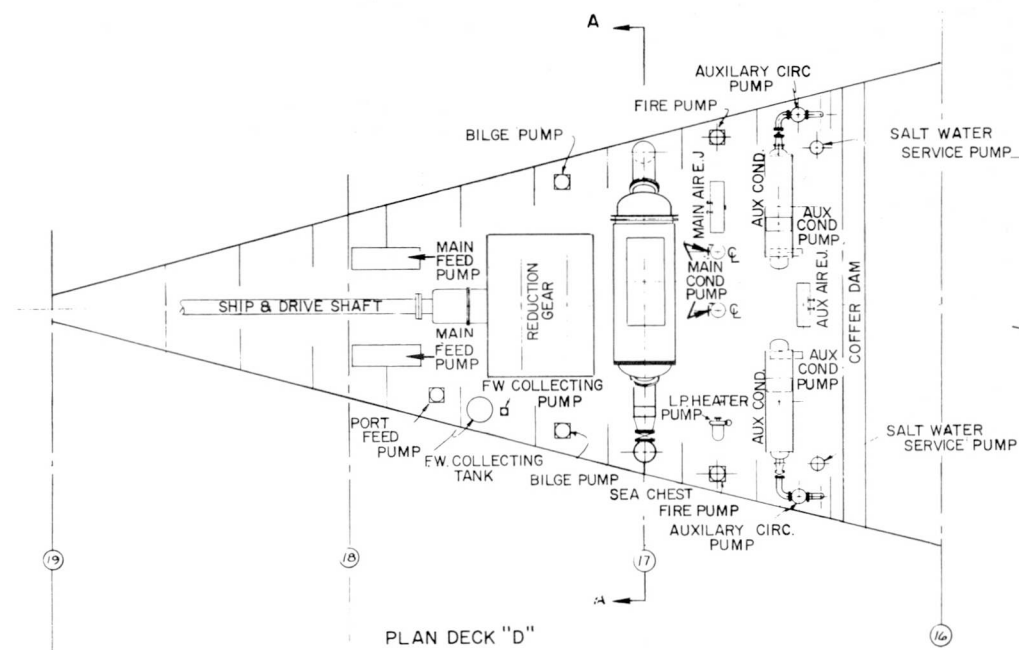 A
AUXILARY CIRC
PUMP
FIRE PUMP
BILGE PUMP
SALT WATER
SERVICE PUMP
MAIN AIR E.J
AUX COND.
AUX
COND
PUMP
MAIN
FEED
PUMP
MAIN
COND
PUMP
℄
℄
AUX AIR EJ.
COFFER DAM
REDUCTION
GEAR
SHIP & DRIVE SHAFT
MAIN
FEED
PUMP
AUX
COND
PUMP
AUX COND.
F.W COLLECTING
PUMP
L.P. HEATER
PUMP
PORT
FEED
PUMP
F.W. COLLECTING
TANK
BILGE PUMP
SEA CHEST
FIRE PUMP
AUXILARY CIRC.
PUMP
SALT WATER
SERVICE PUMP
19
18
17
16
A
PLAN DECK "D"